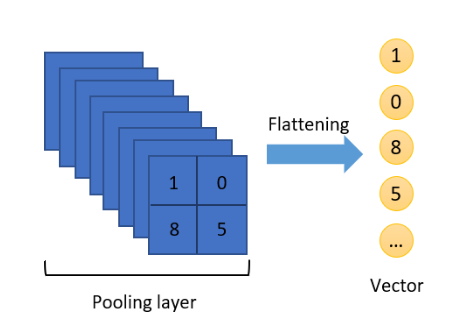 1 0
8 5
Pooling layer
Flattening
1
0
8
5
...
Vector